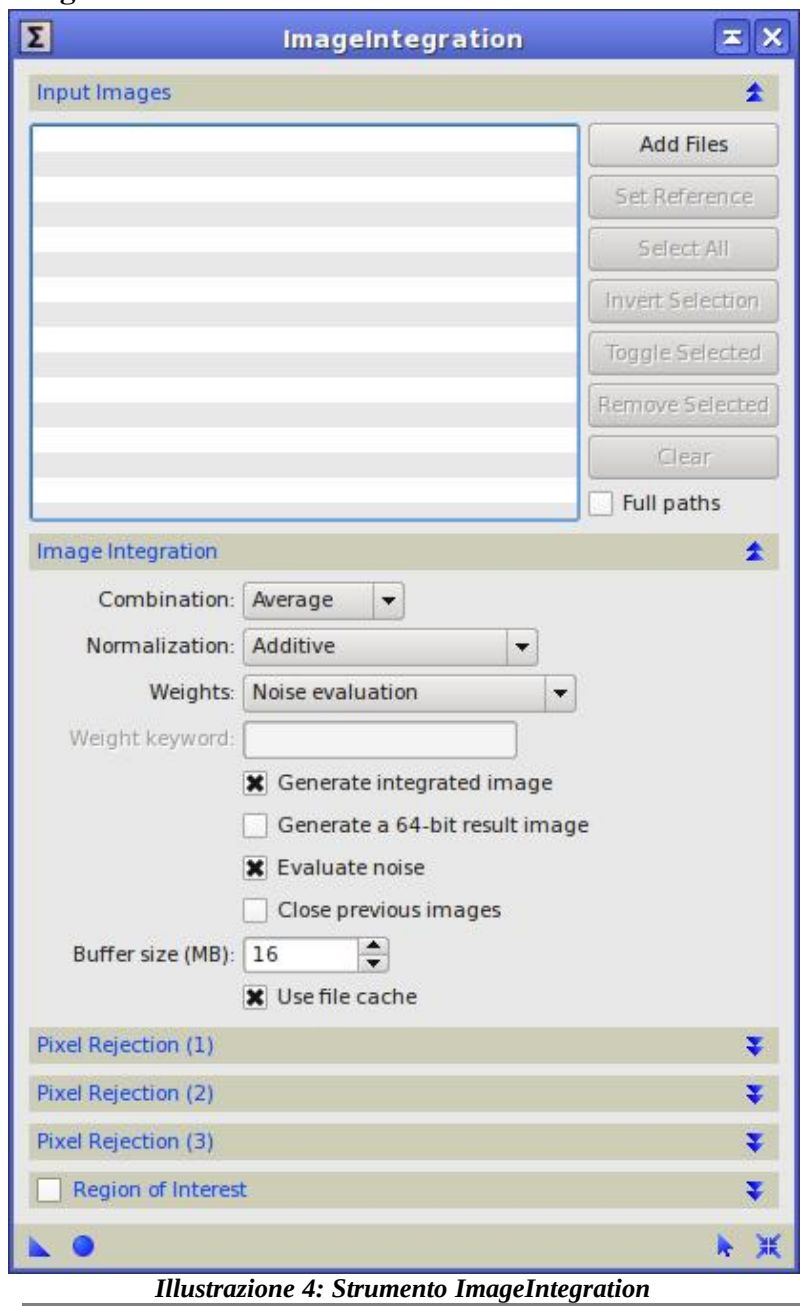 ImageIntegration
Input Images
Add Files
Set Reference
Select All
Invert Selection
Toggle Selected
Remove Selected
Clear
Full paths
Image Integration
Combination: Average
Normalization: Additive
Weights: Noise evaluation
Weight keyword:
Generate integrated image
Generate a 64-bit result image
Evaluate noise
Close previous images
Buffer size (MB): 16
Use file cache
Pixel Rejection (1)
Pixel Rejection (2)
Pixel Rejection (3)
Region of Interest
Illustrazione 4: Strumento ImageIntegration